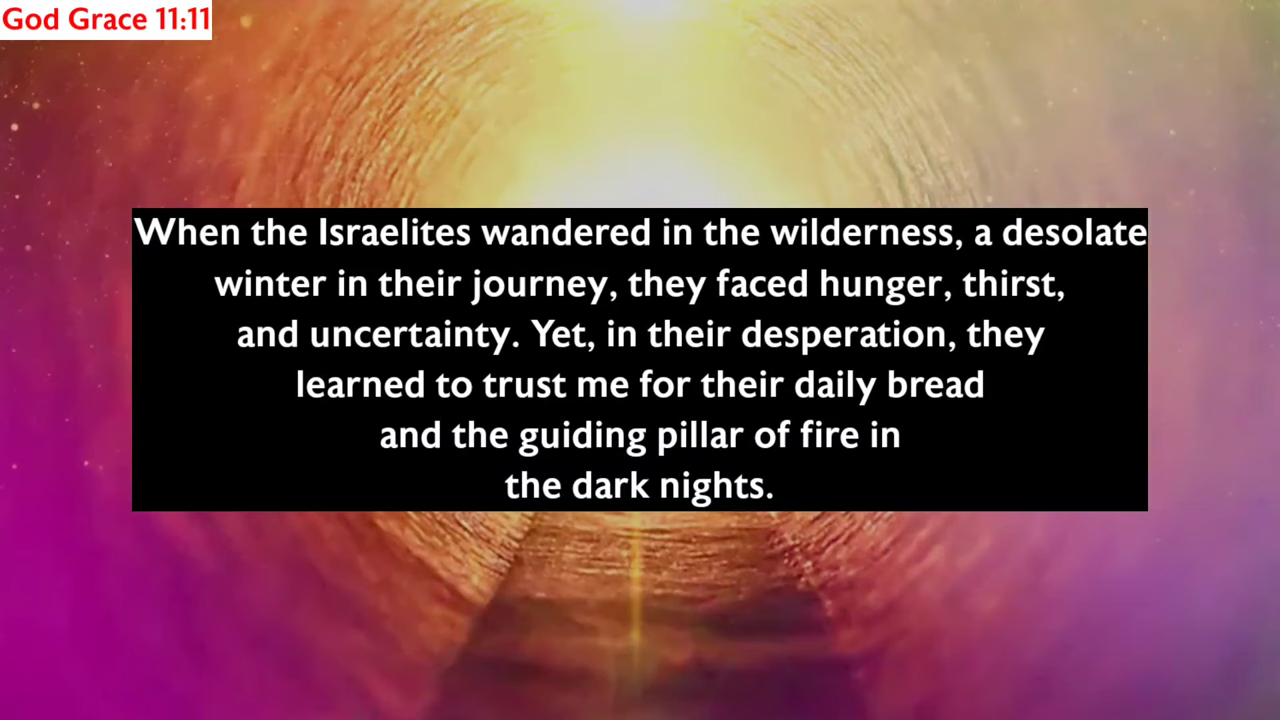 God Grace 11:11
When the Israelites wandered in the wilderness, a desolate
winter in their journey, they faced hunger, thirst,
and uncertainty. Yet, in their desperation, they
learned to trust me for their daily bread
and the guiding pillar of fire in
the dark nights.